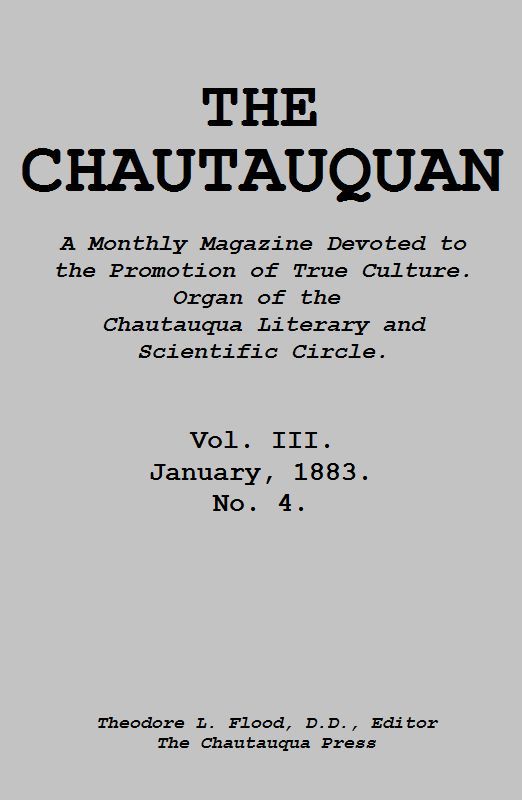 THE
CHAUTAUQUAN
A Monthly Magazine Devoted to
the Promotion of True Culture.
Organ of the
Chautauqua Literary and
Scientific Circle.
Vol. III.
January, 1883.
No. 4.
Theodore L. Flood, D.D., Editor
The Chautauqua Press